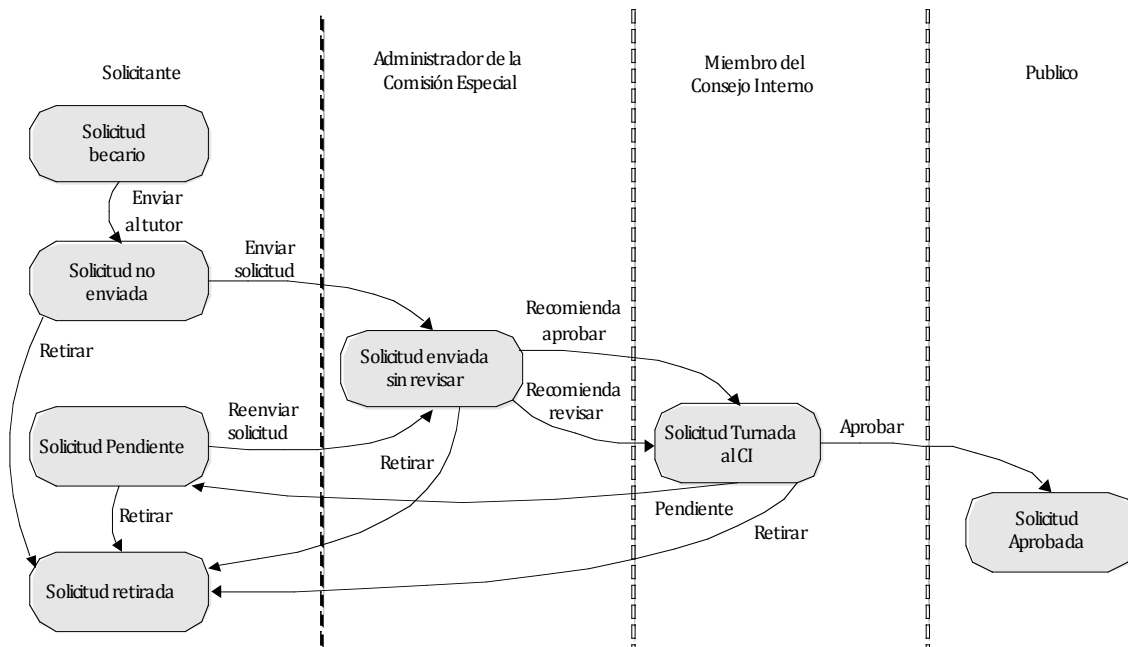 Solicitante
Administrador de la
Comisión Especial
Miembro del
Consejo Interno
Publico
Solicitud
becario
Enviar
al tutor
Solicitud no
enviada
Enviar
solicitud
Retirar
Solicitud enviada
sin revisar
Recomienda
aprobar
Recomienda
revisar
Solicitud Pendiente
Reenviar
solicitud
Retirar
Solicitud Turnada
al CI
Aprobar
Retirar
Pendiente
Retirar
Solicitud
Aprobada
Solicitud retirada